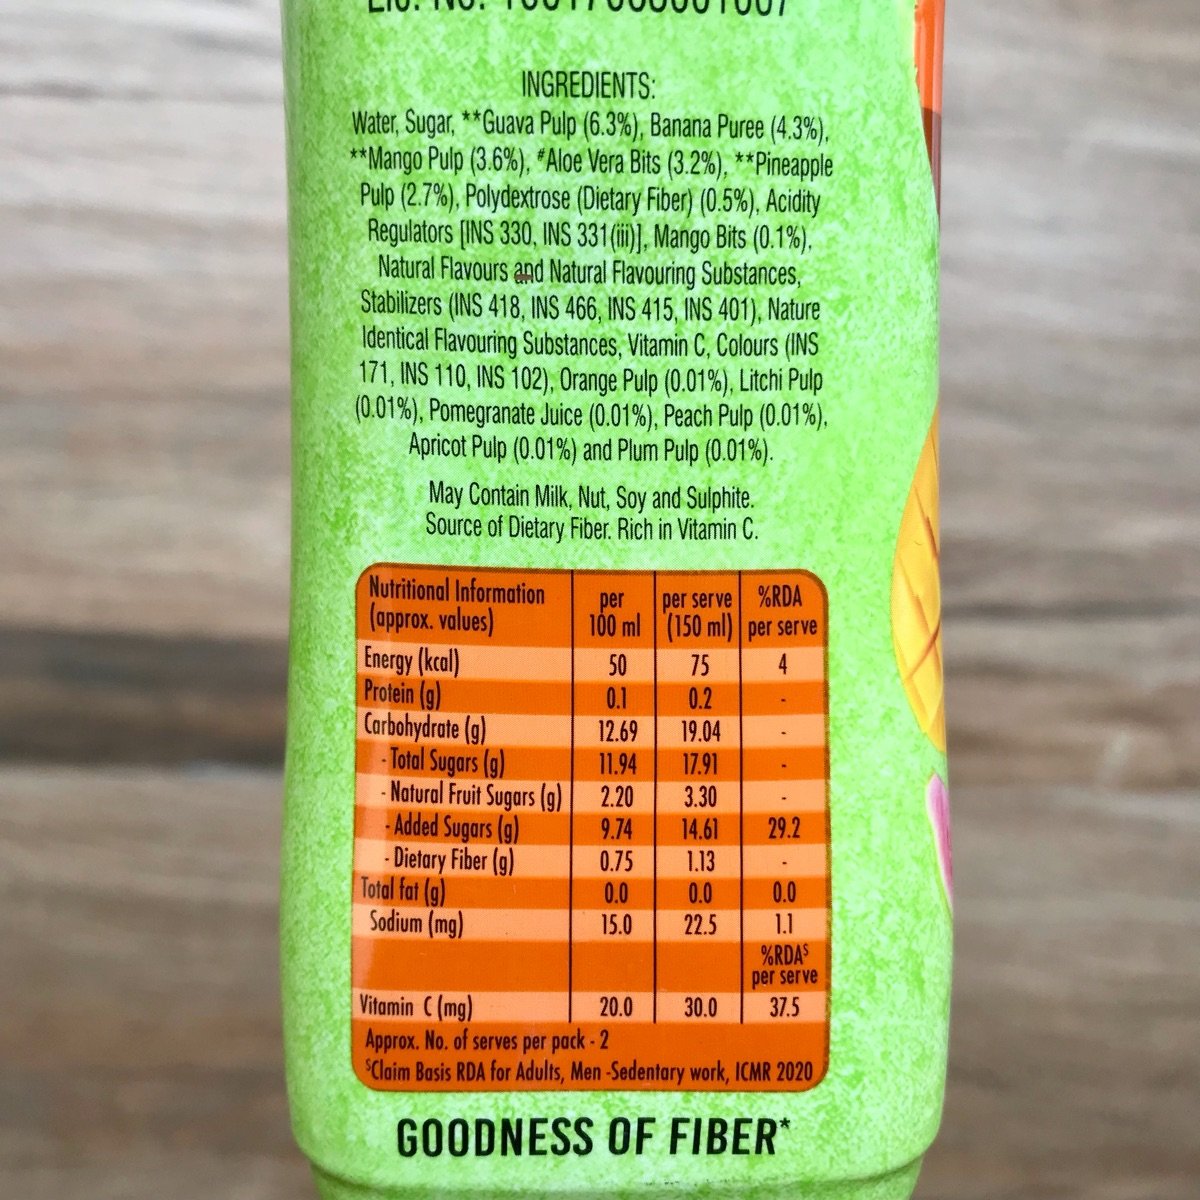 INGREDIENTS:
Water, Sugar, **Guava Pulp (6.3%), Banana Puree (4.3%),
**Mango Pulp (3.6%), #Aloe Vera Bits (3.2%), **Pineapple
Pulp (2.7%), Polydextrose (Dietary Fiber) (0.5%), Acidity
Regulators [INS 330, INS 331(iii)], Mango Bits (0.1%),
Natural Flavours and Natural Flavouring Substances,
Stabilizers (INS 418, INS 466, INS 415, INS 401), Nature
Identical Flavouring Substances, Vitamin C, Colours (INS
171, INS 110, INS 102), Orange Pulp (0.01%), Litchi Pulp
(0.01%), Pomegranate Juice (0.01%), Peach Pulp (0.01%),
Apricot Pulp (0.01%) and Plum Pulp (0.01%).
May Contain Milk, Nut, Soy and Sulphite.
Source of Dietary Fiber. Rich in Vitamin C.
Nutritional Information per per serve %RDA
(approx. values) 100 ml (150 ml) per serve
Energy (kcal) 50 75 4
Protein (g) 0.1 0.2 -
Carbohydrate (g) 12.69 19.04 -
- Total Sugars (g) 11.94 17.91 -
- Natural Fruit Sugars (g) 2.20 3.30 -
- Added Sugars (g) 9.74 14.61 29.2
- Dietary Fiber (g) 0.75 1.13 -
Total fat (g) 0.0 0.0 0.0
Sodium (mg) 15.0 22.5 1.1
%RDA$
per serve
Vitamin C (mg) 20.0 30.0 37.5
Approx. No. of serves per pack - 2
$Claim Basis RDA for Adults, Men -Sedentary work, ICMR 2020
GOODNESS OF FIBER*